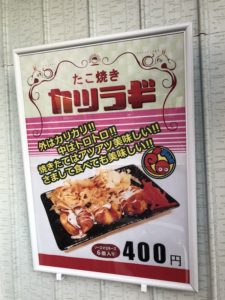 たこ焼き
カツラギ
外はカリカリ!!
中はトロトロ!!
焼きたてはアツアツ美味しい!!
さまして食べても美味しい!!
ソースマヨネーズ
6個入り
400円